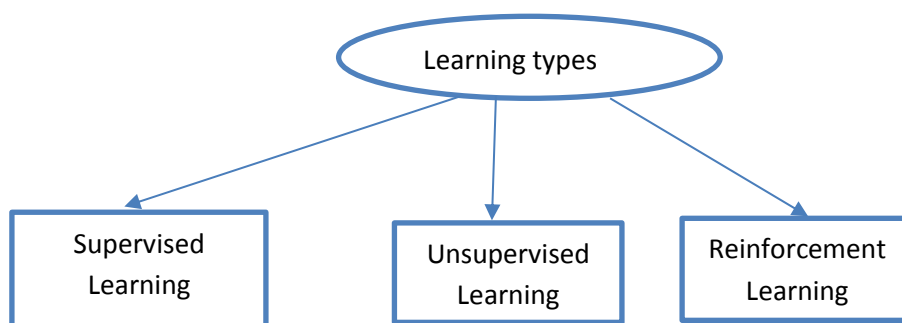 Learning types
Supervised
Learning
Unsupervised
Learning
Reinforcement
Learning